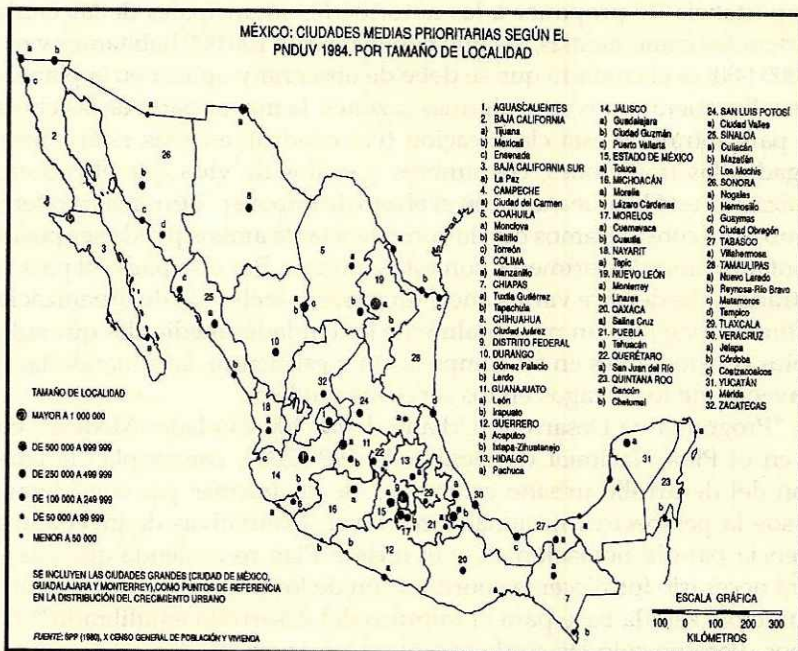 MÉXICO: CIUDADES MEDIAS PRIORITARIAS SEGÚN EL
PNDUV 1984. POR TAMAÑO DE LOCALIDAD
1. AGUASCALIENTES
2. BAJA CALIFORNIA
a) Tijuana
b) Mexicali
c) Ensenada
3. BAJA CALIFORNIA SUR
a) La Paz
4. CAMPECHE
a) Ciudad del Carmen
5. COAHUILA
a) Monclova
b) Saltillo
c) Torreón
6. COLIMA
a) Manzanillo
7. CHIAPAS
a) Tuxtla Gutiérrez
b) Tapachula
8. CHIHUAHUA
a) Ciudad Juárez
9. DISTRITO FEDERAL
10. DURANGO
a) Gómez Palacio
b) Lerdo
11. GUANAJUATO
a) León
b) Irapuato
12. GUERRERO
a) Acapulco
b) Ixtapa-Zihuatanejo
13. HIDALGO
a) Pachuca
14. JALISCO
a) Guadalajara
b) Ciudad Guzmán
c) Puerto Vallarta
15. ESTADO DE MÉXICO
a) Toluca
16. MICHOACÁN
a) Morelia
b) Lázaro Cárdenas
17. MORELOS
a) Cuernavaca
b) Cuautla
18. NAYARIT
a) Tepic
19. NUEVO LEÓN
a) Monterrey
b) Linares
20. OAXACA
a) Salina Cruz
21. PUEBLA
a) Tehuacán
22. QUERÉTARO
a) San Juan del Río
23. QUINTANA ROO
a) Cancún
b) Chetumal
24. SAN LUIS POTOSÍ
a) Ciudad Valles
25. SINALOA
a) Culiacán
b) Mazatlán
c) Los Mochis
26. SONORA
a) Nogales
b) Hermosillo
c) Guaymas
d) Ciudad Obregón
27. TABASCO
a) Villahermosa
28. TAMAULIPAS
a) Nuevo Laredo
b) Reynosa-Río Bravo
c) Matamoros
d) Tampico
29. TLAXCALA
30. VERACRUZ
a) Jalapa
b) Córdoba
c) Coatzacoalcos
31. YUCATÁN
a) Mérida
32. ZACATECAS
TAMAÑO DE LOCALIDAD
MAYOR A 1 000 000
DE 500 000 A 999 999
DE 250 000 A 499 999
DE 100 000 A 249 999
DE 50 000 A 99 999
MENOR A 50 000
SE INCLUYEN LAS CIUDADES GRANDES (CIUDAD DE MÉXICO,
GUADALAJARA Y MONTERREY), COMO PUNTOS DE REFERENCIA
EN LA DISTRIBUCIÓN DEL CRECIMIENTO URBANO
FUENTE: SPP (1980), X CENSO GENERAL DE POBLACIÓN Y VIVIENDA
ESCALA GRÁFICA
100 0 100 200 300
KILÓMETROS